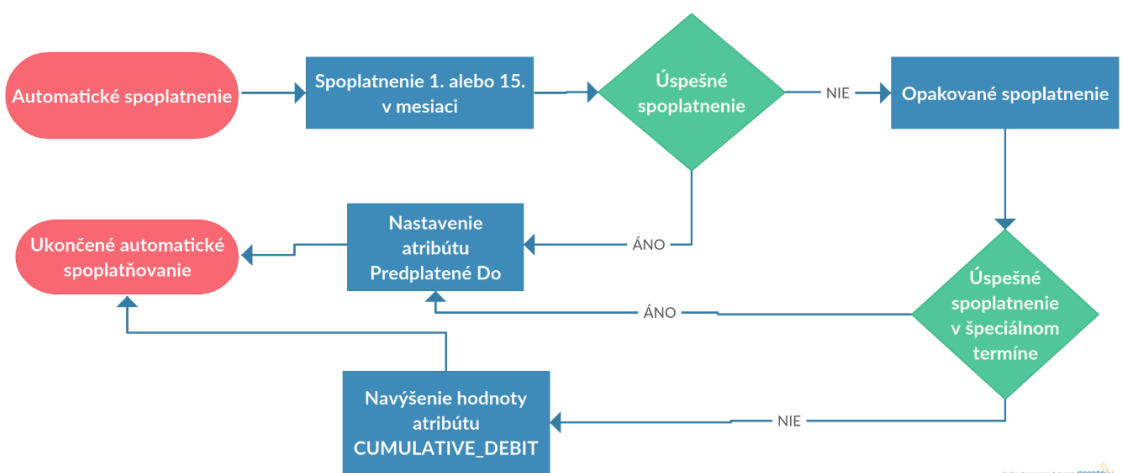 Automatické spoplatnenie
Spoplatnenie 1. alebo 15.
v mesiaci
Úspešné
spoplatnenie
NIE
Opakované spoplatnenie
Ukončené automatické
spoplatňovanie
Nastavenie
atribútu
Predplatené Do
ÁNO
ÁNO
Úspešné
spoplatnenie
v špeciálnom
termíne
Navýšenie hodnoty
atribútu
CUMULATIVE_DEBIT
NIE